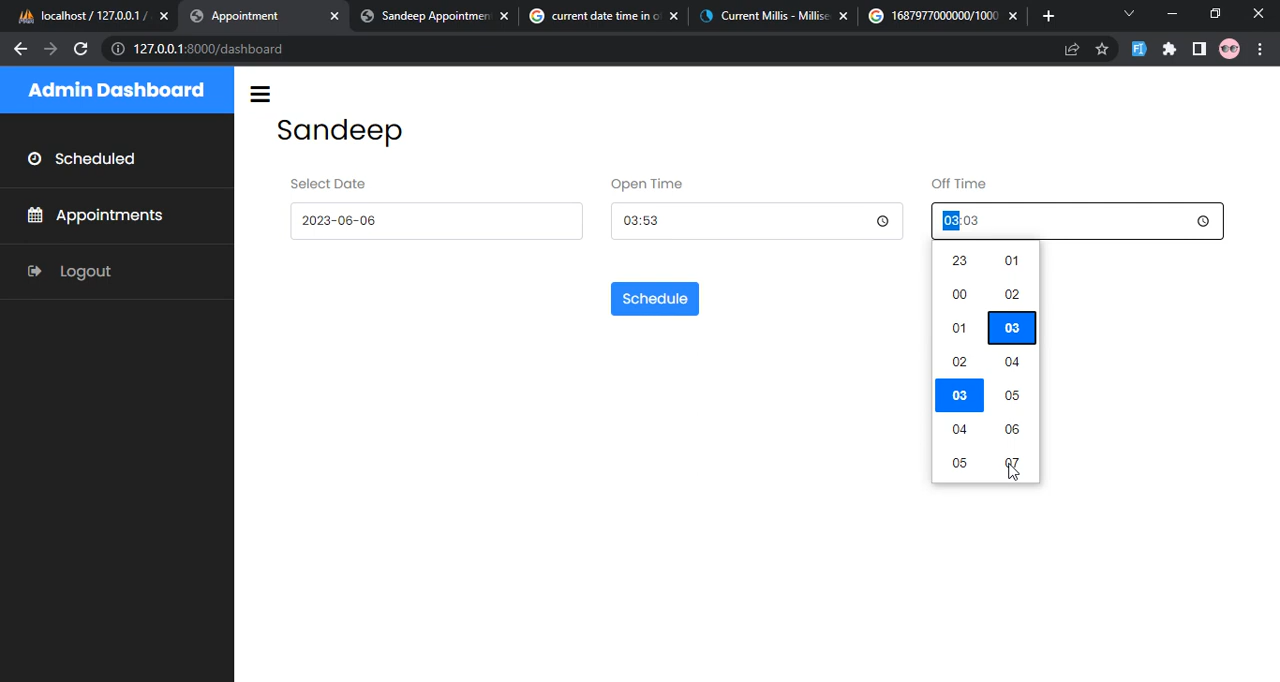 localhost / 127.0.0.1 /
Appointment
Sandeep Appointmen
current date time in o
Current Millis - Millise
1687977000000/1000
127.0.0.1:8000/dashboard
Admin Dashboard
Scheduled
Appointments
Logout
Sandeep
Select Date
Open Time
Off Time
2023-06-06
03:53
03:03
23 01
00 02
01 03
02 04
03 05
04 06
05 07
Schedule